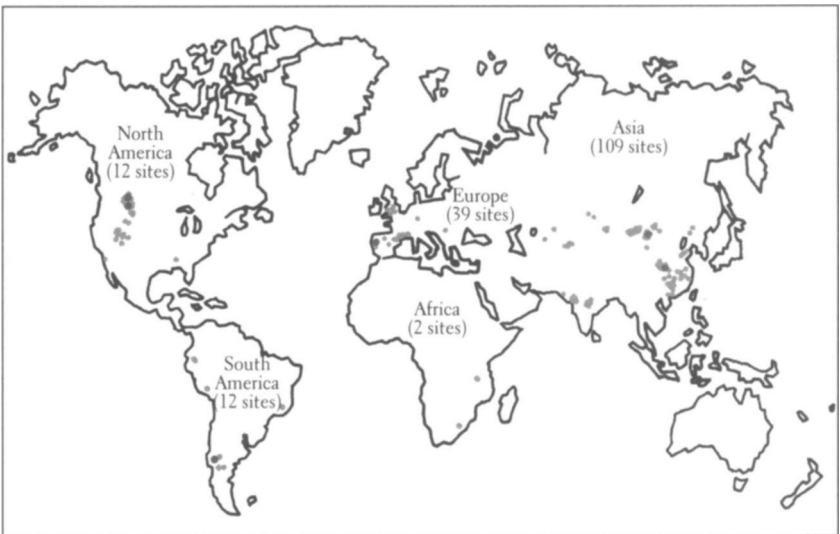 North
America
(12 sites)
Asia
(109 sites)
Europe
(39 sites)
Africa
(2 sites)
South
America
(12 sites)